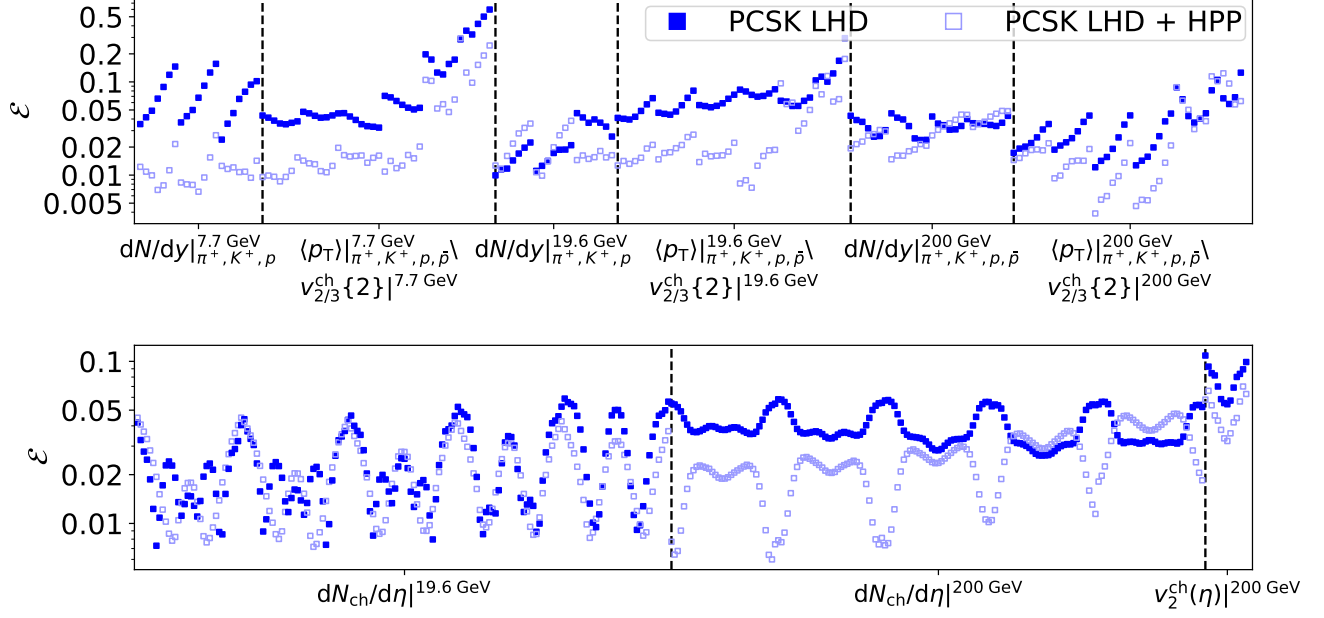 PCSK LHD PCSK LHD + HPP
0.5
0.2
0.1
0.05
0.02
0.01
0.005
ℰ
dN/dy|^{7.7 GeV}_{π⁺, K⁺, p} ⟨p_T⟩|^{7.7 GeV}_{π⁺, K⁺, p, p̄}\ dN/dy|^{19.6 GeV}_{π⁺, K⁺, p} ⟨p_T⟩|^{19.6 GeV}_{π⁺, K⁺, p, p̄}\ dN/dy|^{200 GeV}_{π⁺, K⁺, p, p̄} ⟨p_T⟩|^{200 GeV}_{π⁺, K⁺, p, p̄}\
v^{ch}_{2/3}{2}|^{7.7 GeV} v^{ch}_{2/3}{2}|^{19.6 GeV} v^{ch}_{2/3}{2}|^{200 GeV}
0.1
0.05
0.02
0.01
ℰ
dN_{ch}/dη|^{19.6 GeV} dN_{ch}/dη|^{200 GeV} v^{ch}_2(η)|^{200 GeV}